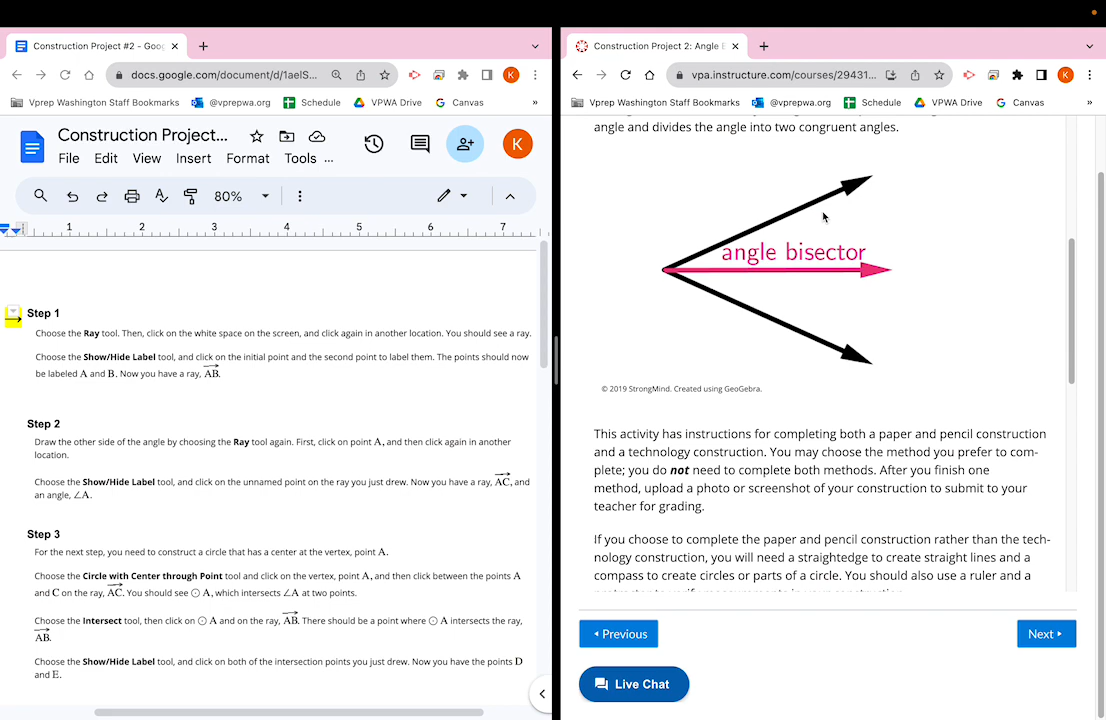 Construction Project #2 - Goo
docs.google.com/document/d/1aelS...
Vprep Washington Staff Bookmarks
@vprepwa.org
Schedule
VPWA Drive
Canvas
»
Construction Project...
File Edit View Insert Format Tools ...
K
80%
1 2 3 4 5 6 7
Step 1
Choose the Ray tool. Then, click on the white space on the screen, and click again in another location. You should see a ray.
Choose the Show/Hide Label tool, and click on the initial point and the second point to label them. The points should now
be labeled A and B. Now you have a ray, AB.
Step 2
Draw the other side of the angle by choosing the Ray tool again. First, click on point A, and then click again in another
location.
Choose the Show/Hide Label tool, and click on the unnamed point on the ray you just drew. Now you have a ray, AC, and
an angle, ∠A.
Step 3
For the next step, you need to construct a circle that has a center at the vertex, point A.
Choose the Circle with Center through Point tool and click on the vertex, point A, and then click between the points A
and C on the ray, AC. You should see ⊙ A, which intersects ∠A at two points.
Choose the Intersect tool, then click on ⊙ A and on the ray, AB. There should be a point where ⊙ A intersects the ray,
AB.
Choose the Show/Hide Label tool, and click on both of the intersection points you just drew. Now you have the points D
and E.
Construction Project 2: Angle B
vpa.instructure.com/courses/29431...
K
Vprep Washington Staff Bookmarks
@vprepwa.org
Schedule
VPWA Drive
Canvas
»
angle and divides the angle into two congruent angles.
angle bisector
© 2019 StrongMind. Created using GeoGebra.
This activity has instructions for completing both a paper and pencil construction
and a technology construction. You may choose the method you prefer to com-
plete; you do not need to complete both methods. After you finish one
method, upload a photo or screenshot of your construction to submit to your
teacher for grading.
If you choose to complete the paper and pencil construction rather than the tech-
nology construction, you will need a straightedge to create straight lines and a
compass to create circles or parts of a circle. You should also use a ruler and a
Previous
Next
Live Chat